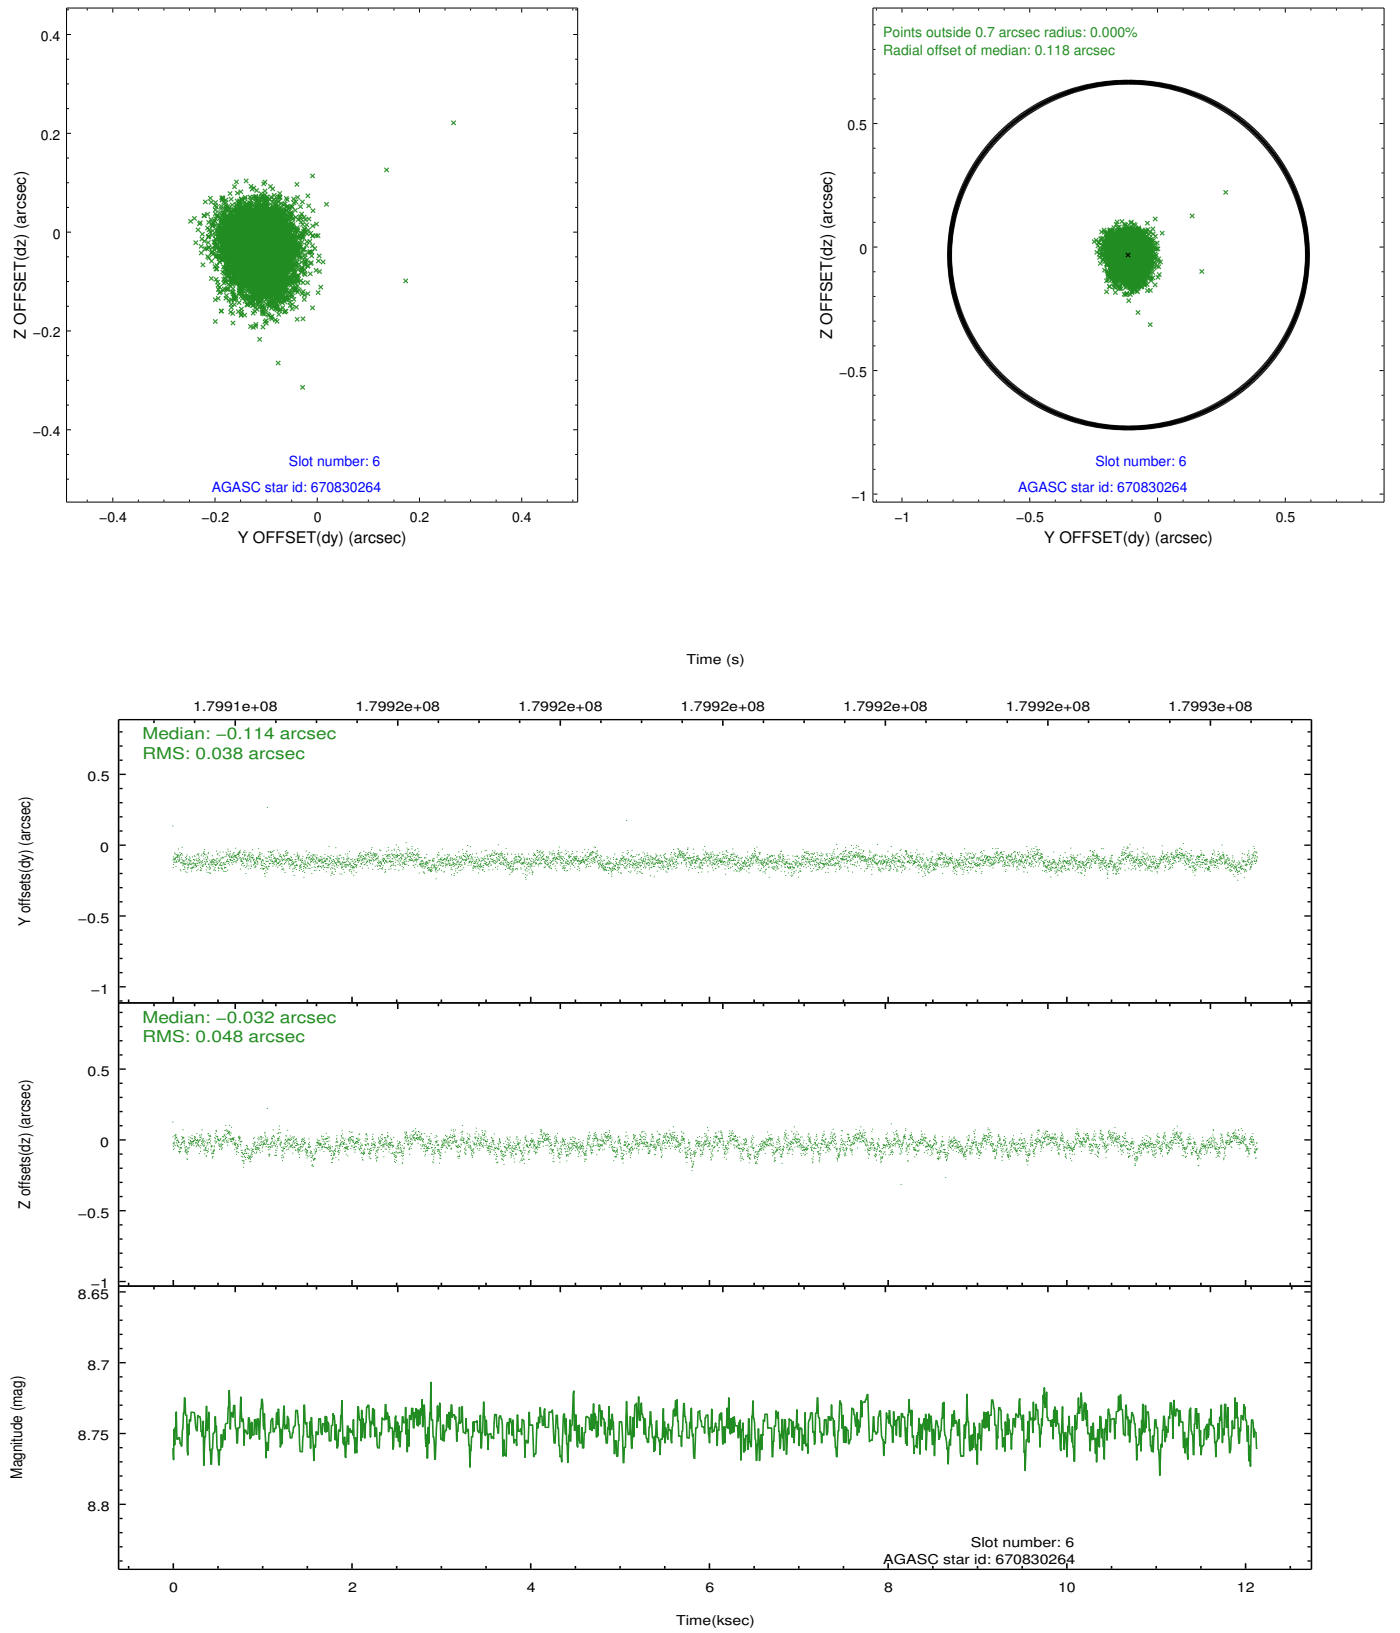 0.4
0.2
0
−0.2
−0.4
Z OFFSET(dz) (arcsec)
Slot number: 6
AGASC star id: 670830264
−0.4
−0.2
0
0.2
0.4
Y OFFSET(dy) (arcsec)
Points outside 0.7 arcsec radius: 0.000%
Radial offset of median: 0.118 arcsec
0.5
0
−0.5
−1
Z OFFSET(dz) (arcsec)
Slot number: 6
AGASC star id: 670830264
−1
−0.5
0
0.5
Y OFFSET(dy) (arcsec)
Time (s)
1.7991e+08
1.7992e+08
1.7992e+08
1.7992e+08
1.7992e+08
1.7992e+08
1.7993e+08
Median: −0.114 arcsec
RMS: 0.038 arcsec
0.5
0
−0.5
−1
Y offsets(dy) (arcsec)
Median: −0.032 arcsec
RMS: 0.048 arcsec
0.5
0
−0.5
−1
Z offsets(dz) (arcsec)
8.65
8.7
8.75
8.8
Magnitude (mag)
Slot number: 6
AGASC star id: 670830264
0
2
4
6
8
10
12
Time(ksec)